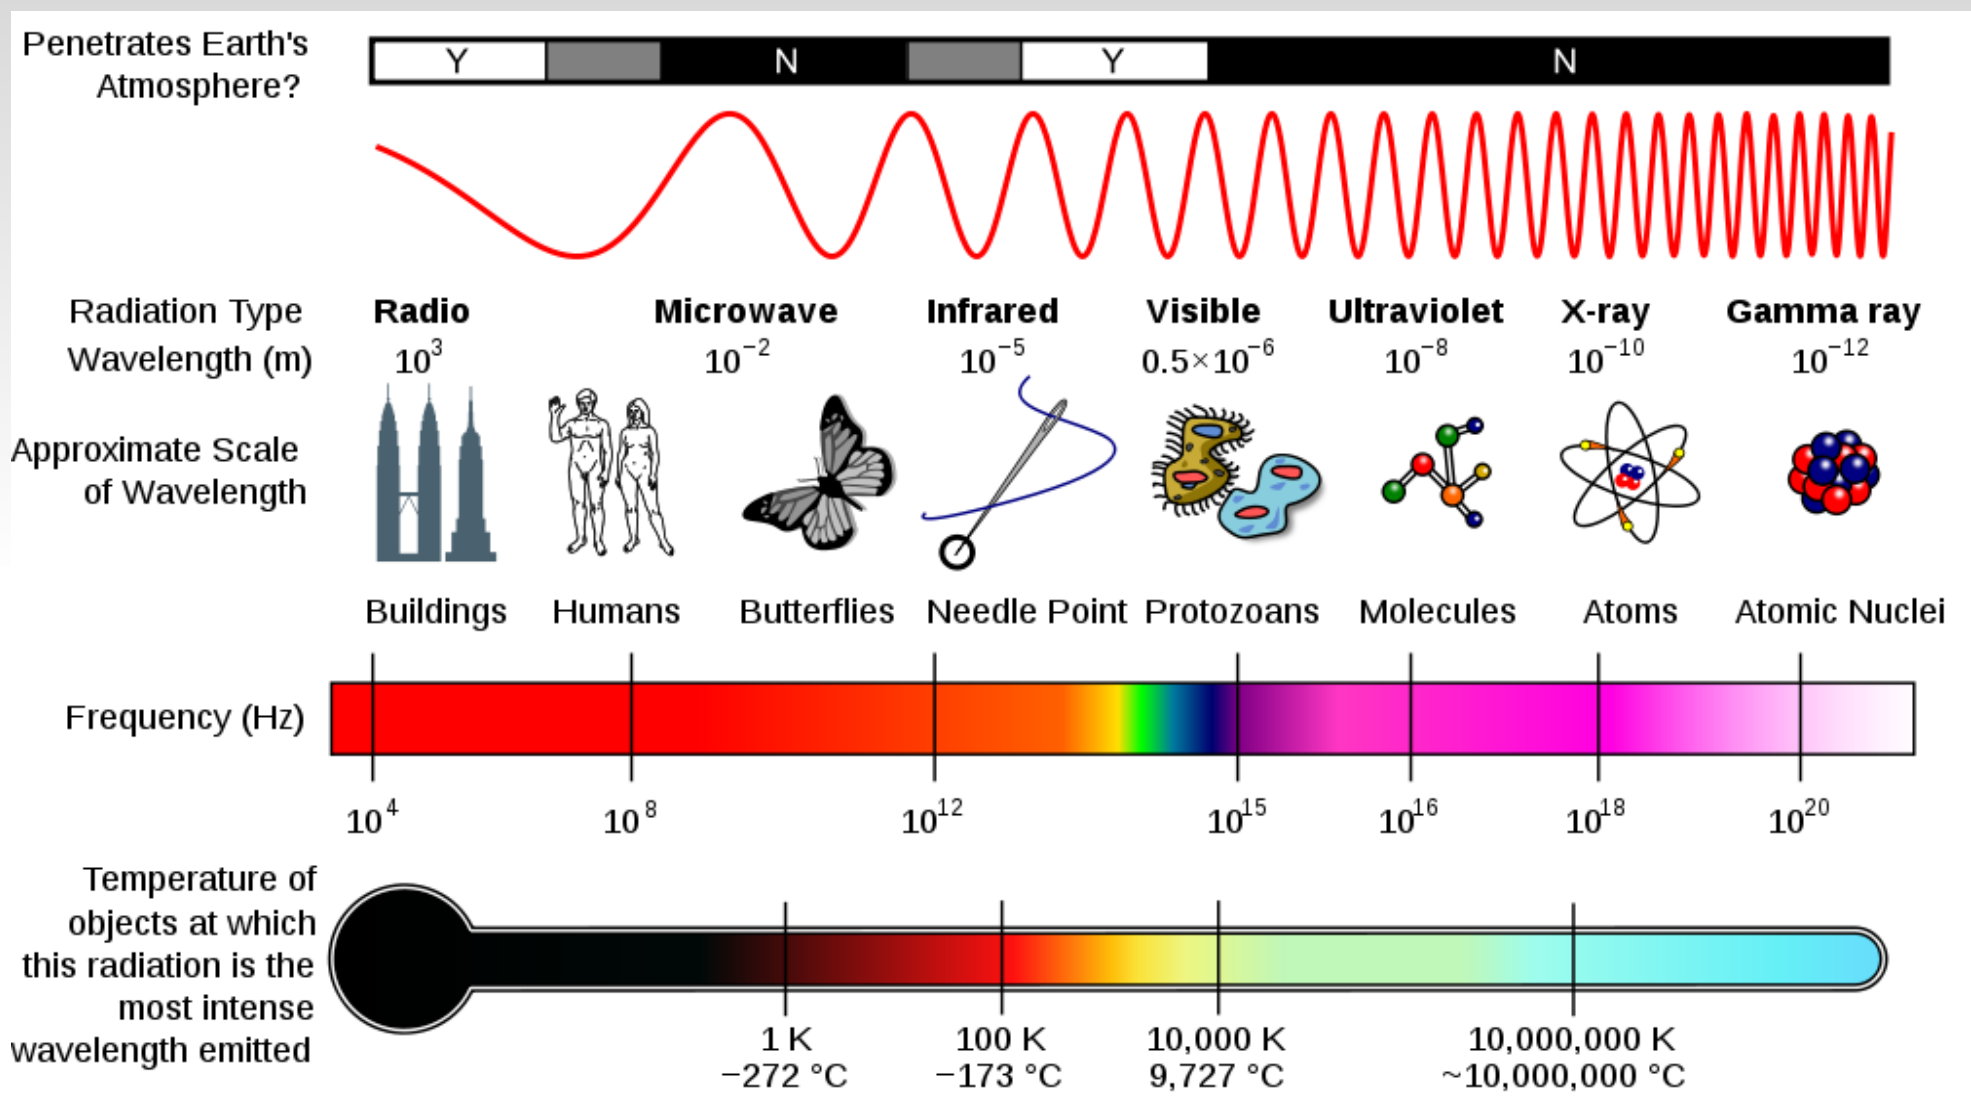 Penetrates Earth's
Atmosphere?
Y N Y N
Radiation Type Radio Microwave Infrared Visible Ultraviolet X-ray Gamma ray
Wavelength (m) 10³ 10⁻² 10⁻⁵ 0.5×10⁻⁶ 10⁻⁸ 10⁻¹⁰ 10⁻¹²
Approximate Scale
of Wavelength
Buildings Humans Butterflies Needle Point Protozoans Molecules Atoms Atomic Nuclei
Frequency (Hz)
10⁴ 10⁸ 10¹² 10¹⁵ 10¹⁶ 10¹⁸ 10²⁰
Temperature of
objects at which
this radiation is the
most intense
wavelength emitted
1 K 100 K 10,000 K 10,000,000 K
−272 °C −173 °C 9,727 °C ~10,000,000 °C